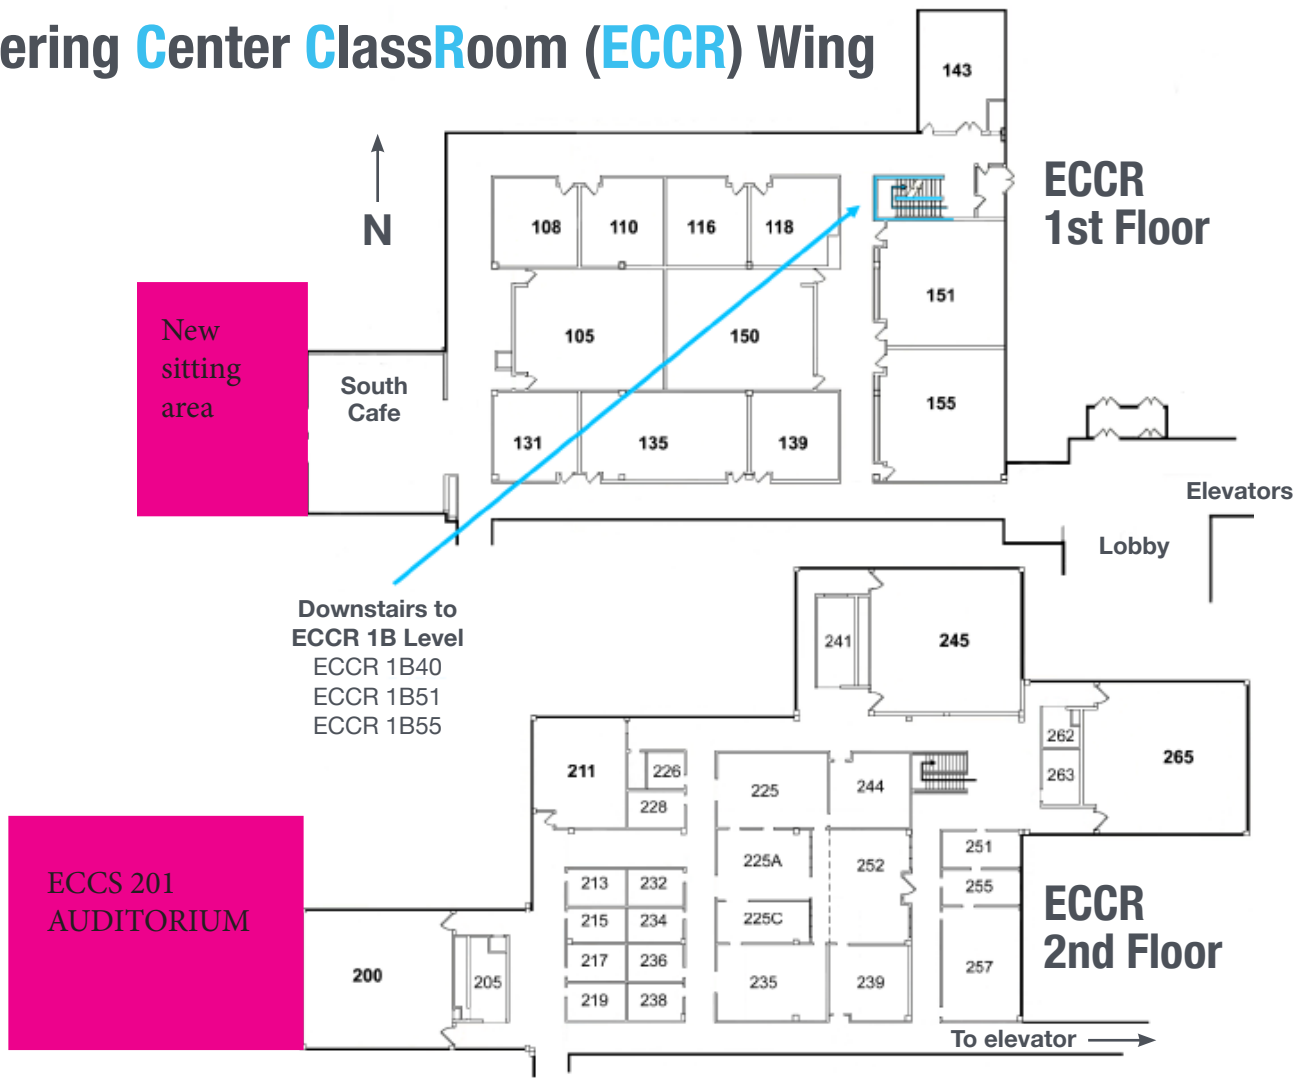 ering Center ClassRoom (ECCR) Wing
143
ECCR
1st Floor
N
108
110
116
118
151
New
sitting
area
105
150
South
Cafe
155
131
135
139
Elevators
Lobby
Downstairs to
ECCR 1B Level
ECCR 1B40
ECCR 1B51
ECCR 1B55
241
245
262
263
265
211
226
228
225
244
225A
252
251
255
ECCS 201
AUDITORIUM
213
232
215
234
225C
ECCR
2nd Floor
217
236
200
205
219
238
235
239
257
To elevator